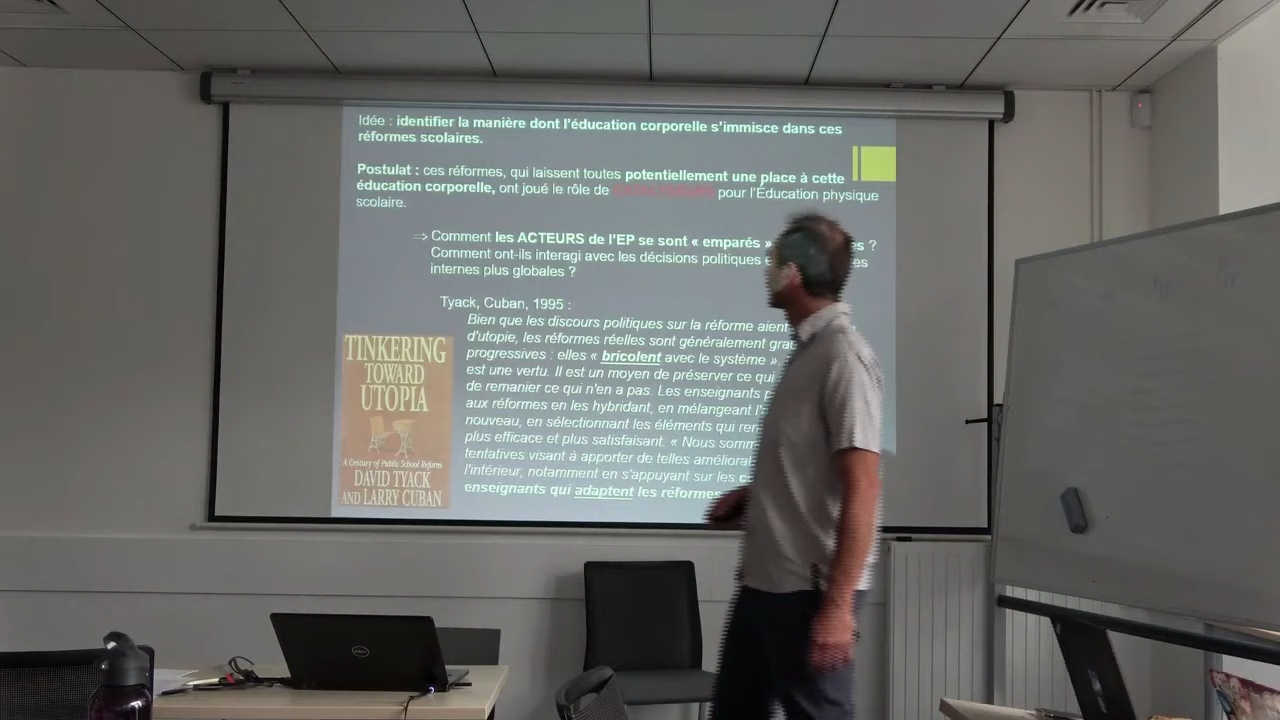 Idée : identifier la manière dont l'éducation corporelle s'immisce dans ces
réformes scolaires.
Postulat : ces réformes, qui laissent toutes potentiellement une place à cette
éducation corporelle, ont joué le rôle de pour l'Éducation physique
scolaire.
⇒ Comment les ACTEURS de l'EP se sont « emparés » es ?
Comment ont-ils interagi avec les décisions politiques es
internes plus globales ?
Tyack, Cuban, 1995 :
Bien que les discours politiques sur la réforme aient
d'utopie, les réformes réelles sont généralement
progressives : elles « bricolent avec le système »
est une vertu. Il est un moyen de préserver ce qui
de remanier ce qui n'en a pas. Les enseignants
aux réformes en les hybridant, en mélangeant
nouveau, en sélectionnant les éléments qui
plus efficace et plus satisfaisant. « Nous
tentatives visant à apporter de telles
l'intérieur, notamment en s'appuyant sur les
enseignants qui adaptent les réformes
TINKERING
TOWARD
UTOPIA
A Century of Public School Reform
DAVID TYACK
AND LARRY CUBAN
DELL